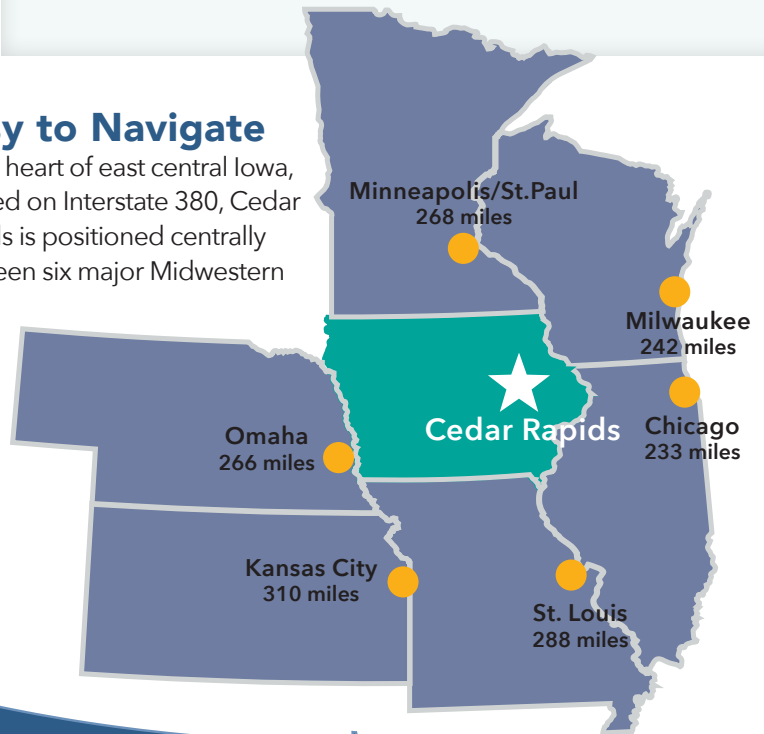 y to Navigate
heart of east central Iowa,
ed on Interstate 380, Cedar
ds is positioned centrally
een six major Midwestern
Minneapolis/St.Paul
268 miles
Milwaukee
242 miles
Omaha
266 miles
Cedar Rapids
Chicago
233 miles
Kansas City
310 miles
St. Louis
288 miles